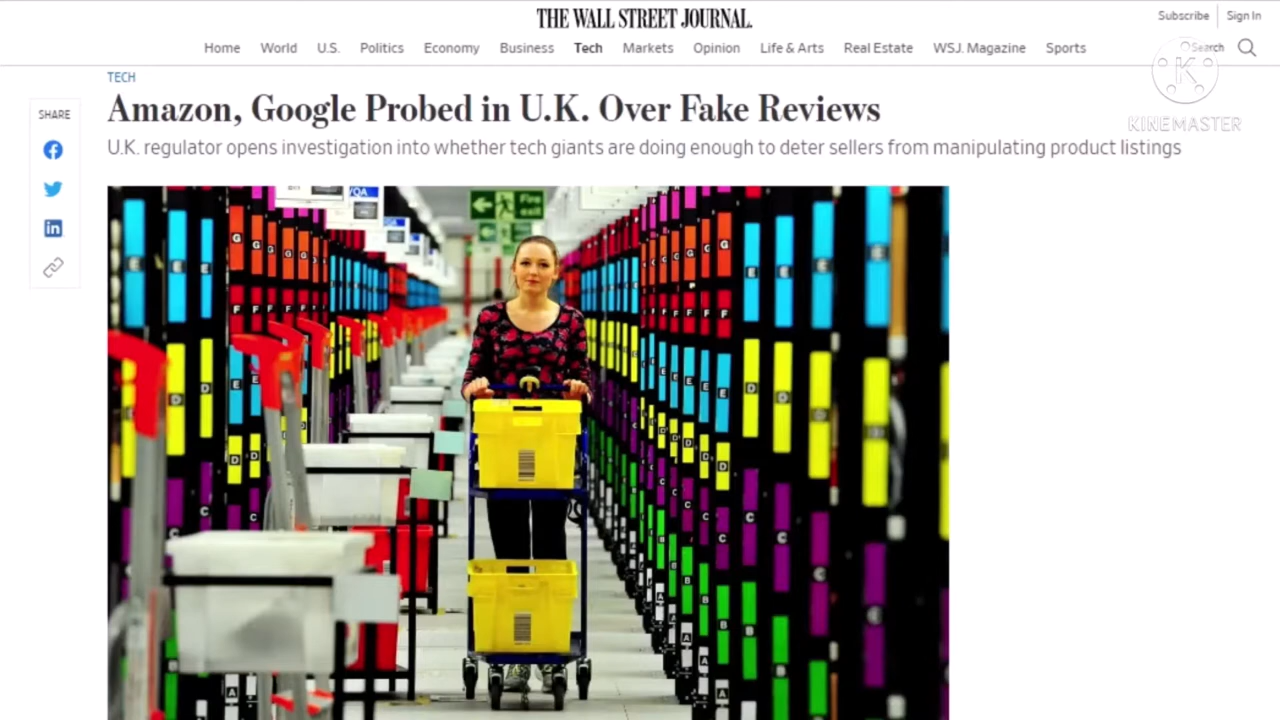 THE WALL STREET JOURNAL.
Subscribe Sign In
Home World U.S. Politics Economy Business Tech Markets Opinion Life & Arts Real Estate WSJ. Magazine Sports
Search
K
KINEMASTER
TECH
SHARE
Amazon, Google Probed in U.K. Over Fake Reviews
U.K. regulator opens investigation into whether tech giants are doing enough to deter sellers from manipulating product listings
Fire
exit